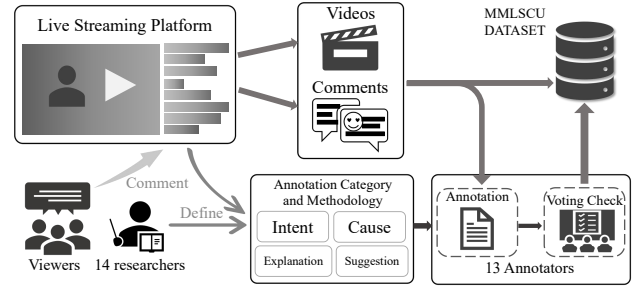 Live Streaming Platform
Videos
Comments
MMLSCU
DATASET
Comment
Define
Viewers
14 researchers
Annotation Category
and Methodology
Intent
Cause
Explanation
Suggestion
Annotation
Voting Check
13 Annotators